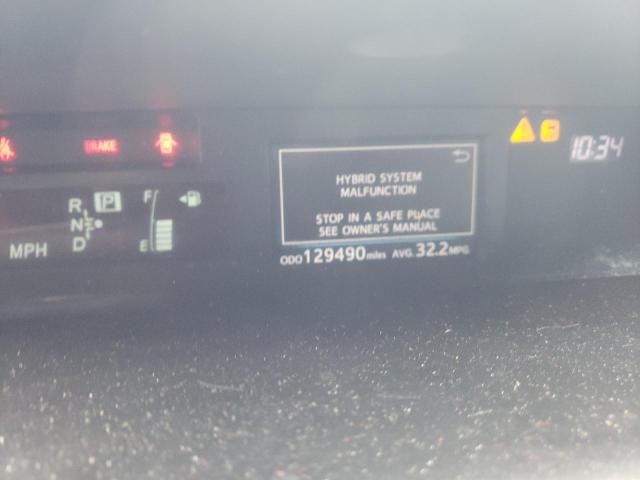 BRAKE
10:34
HYBRID SYSTEM
MALFUNCTION
STOP IN A SAFE PLACE
SEE OWNER'S MANUAL
R P
N
D
F
E
MPH
ODO 129490 miles AVG. 32.2 MPG